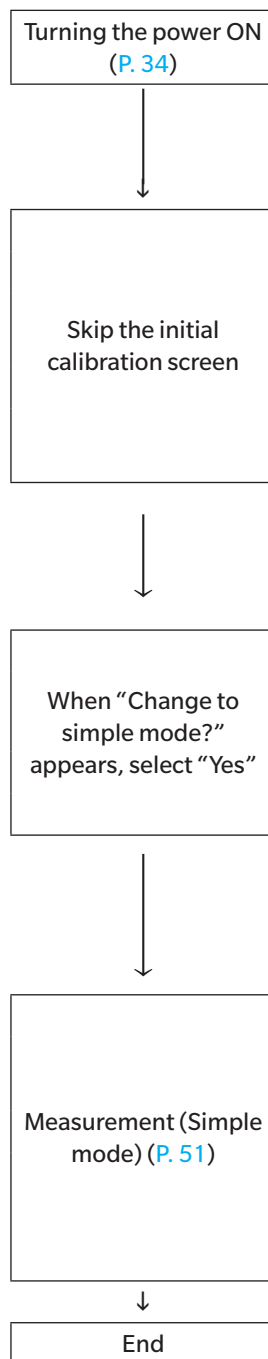 Turning the power ON
(P. 34)
Skip the initial
calibration screen
When “Change to
simple mode?”
appears, select “Yes”
Measurement (Simple
mode) (P. 51)
End